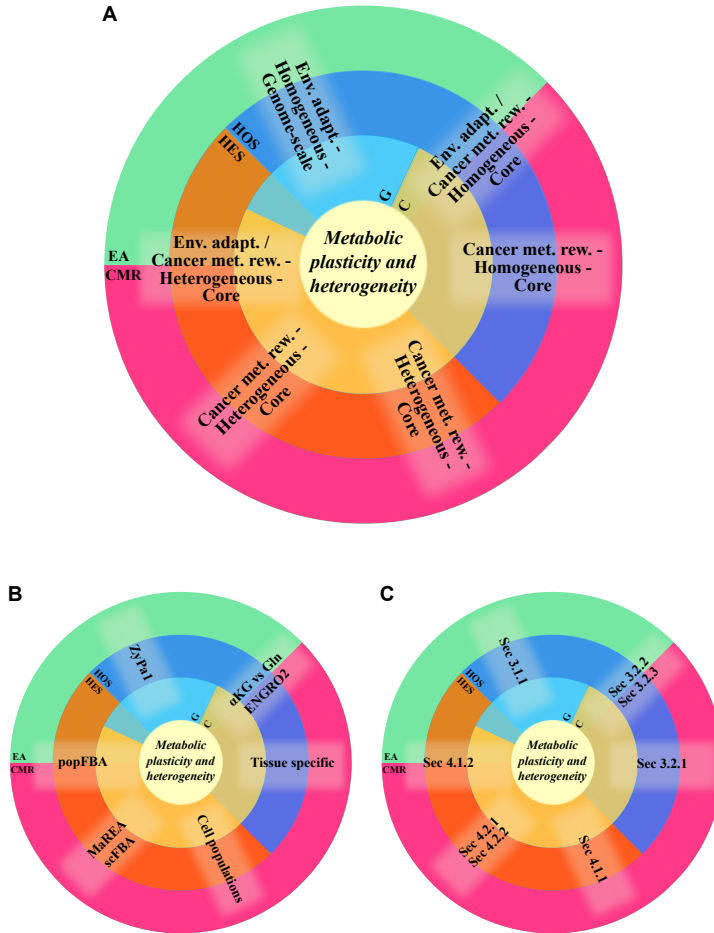 A
Env. adapt. -
Homogeneous -
Genome-scale
Env. adapt. /
Cancer met. rew. -
Homogeneous -
Core
HOS
HES
G
C
Metabolic
plasticity and
heterogeneity
Env. adapt. /
Cancer met. rew. -
Heterogeneous -
Core
Cancer met. rew. -
Homogeneous -
Core
EA
CMR
Cancer met. rew. -
Heterogeneous -
Core
Cancer met. rew. -
Heterogeneous -
Core
B
ZyPa1
αKG vs Gln
ENGRO2
HOS
HES
G
C
Metabolic
plasticity and
heterogeneity
EA
CMR
popFBA
Tissue specific
MaREA
scFBA
Cell populations
C
Sec 3.1.1
Sec 3.2.2
Sec 3.2.3
HOS
HES
G
C
Metabolic
plasticity and
heterogeneity
EA
CMR
Sec 4.1.2
Sec 3.2.1
Sec 4.2.1
Sec 4.2.2
Sec 4.1.1